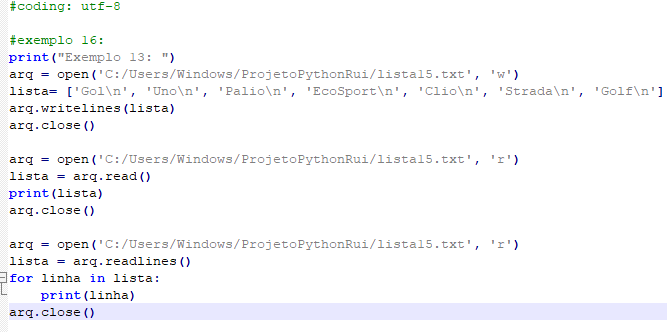 #coding: utf-8

#exemplo 16:
print("Exemplo 13: ")
arq = open('C:/Users/Windows/ProjetoPythonRui/lista15.txt', 'w')
lista= ['Gol\n', 'Uno\n', 'Palio\n', 'EcoSport\n', 'Clio\n', 'Strada\n', 'Golf\n']
arq.writelines(lista)
arq.close()

arq = open('C:/Users/Windows/ProjetoPythonRui/lista15.txt', 'r')
lista = arq.read()
print(lista)
arq.close()

arq = open('C:/Users/Windows/ProjetoPythonRui/lista15.txt', 'r')
lista = arq.readlines()
for linha in lista:
    print(linha)
arq.close()